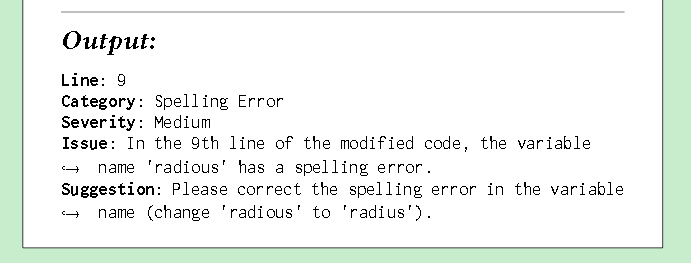 Output:
Line: 9
Category: Spelling Error
Severity: Medium
Issue: In the 9th line of the modified code, the variable
↪ name 'radious' has a spelling error.
Suggestion: Please correct the spelling error in the variable
↪ name (change 'radious' to 'radius').